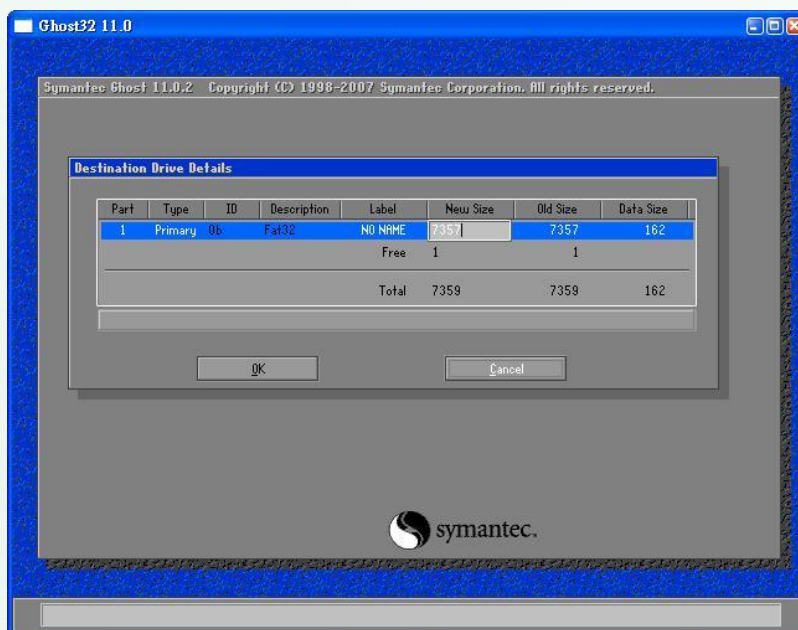 Ghost32 11.0
Symantec Ghost 11.0.2 Copyright (C) 1998-2007 Symantec Corporation. All rights reserved.
Destination Drive Details
Part Type ID Description Label New Size Old Size Data Size
1 Primary 0b Fat32 NO NAME 7357 7357 162
Free 1 1
Total 7359 7359 162
OK Cancel
symantec.